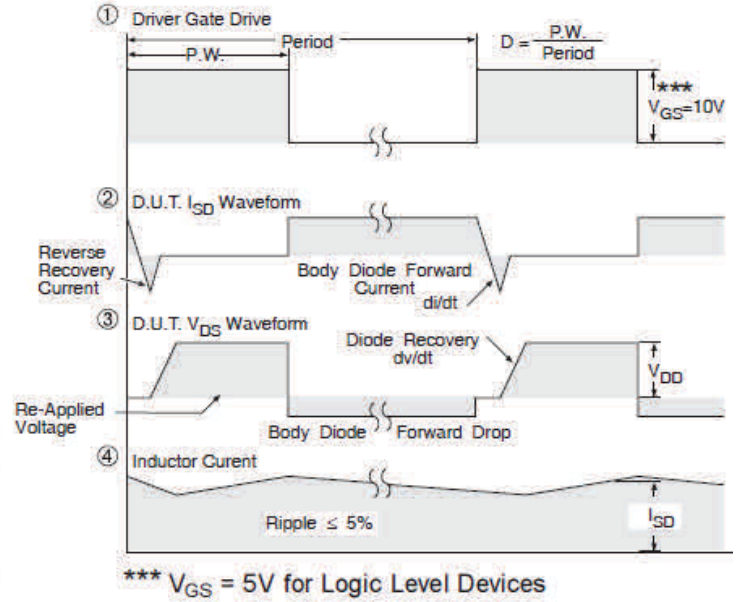 ① Driver Gate Drive
Period
P.W.
D = P.W.
Period
***
VGS=10V
② D.U.T. ISD Waveform
Reverse
Recovery
Current
Body Diode Forward
Current
di/dt
③ D.U.T. VDS Waveform
Diode Recovery
dv/dt
VDD
Re-Applied
Voltage
Body Diode Forward Drop
④ Inductor Curent
Ripple ≤ 5%
ISD
*** VGS = 5V for Logic Level Devices